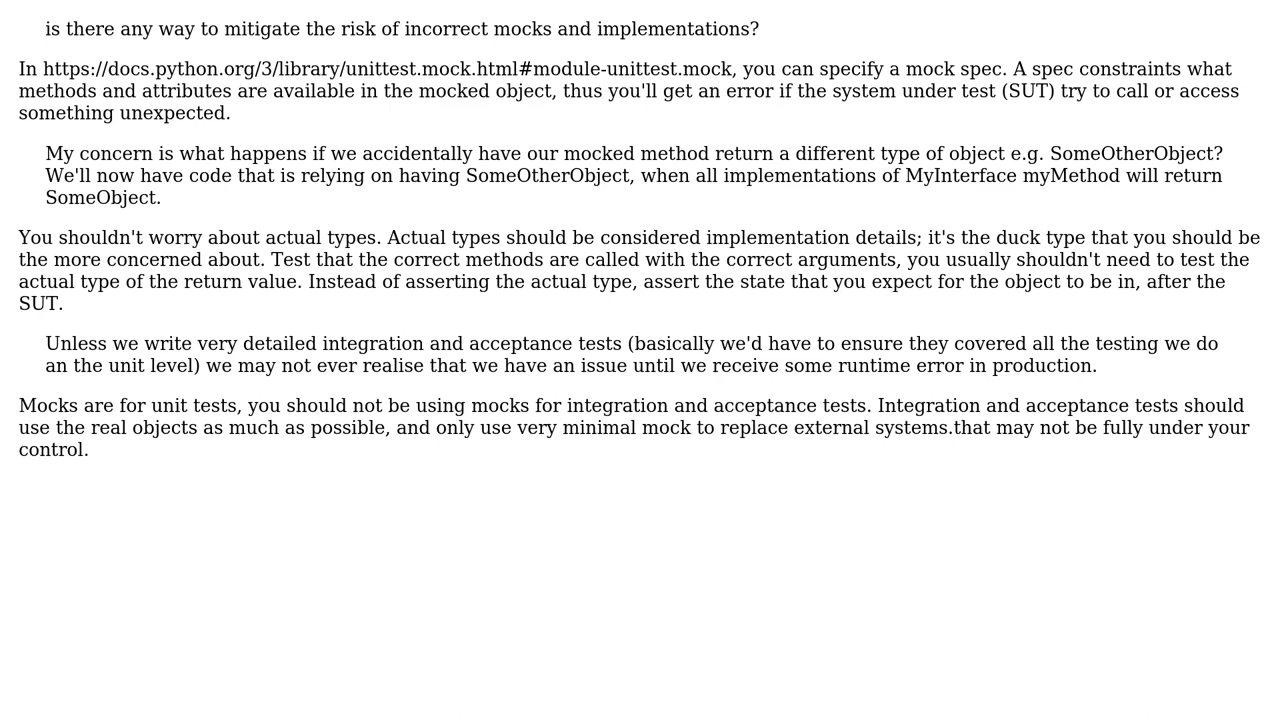 is there any way to mitigate the risk of incorrect mocks and implementations?
In https://docs.python.org/3/library/unittest.mock.html#module-unittest.mock, you can specify a mock spec. A spec constraints what
methods and attributes are available in the mocked object, thus you'll get an error if the system under test (SUT) try to call or access
something unexpected.
My concern is what happens if we accidentally have our mocked method return a different type of object e.g. SomeOtherObject?
We'll now have code that is relying on having SomeOtherObject, when all implementations of MyInterface myMethod will return
SomeObject.
You shouldn't worry about actual types. Actual types should be considered implementation details; it's the duck type that you should be
the more concerned about. Test that the correct methods are called with the correct arguments, you usually shouldn't need to test the
actual type of the return value. Instead of asserting the actual type, assert the state that you expect for the object to be in, after the
SUT.
Unless we write very detailed integration and acceptance tests (basically we'd have to ensure they covered all the testing we do
an the unit level) we may not ever realise that we have an issue until we receive some runtime error in production.
Mocks are for unit tests, you should not be using mocks for integration and acceptance tests. Integration and acceptance tests should
use the real objects as much as possible, and only use very minimal mock to replace external systems.that may not be fully under your
control.